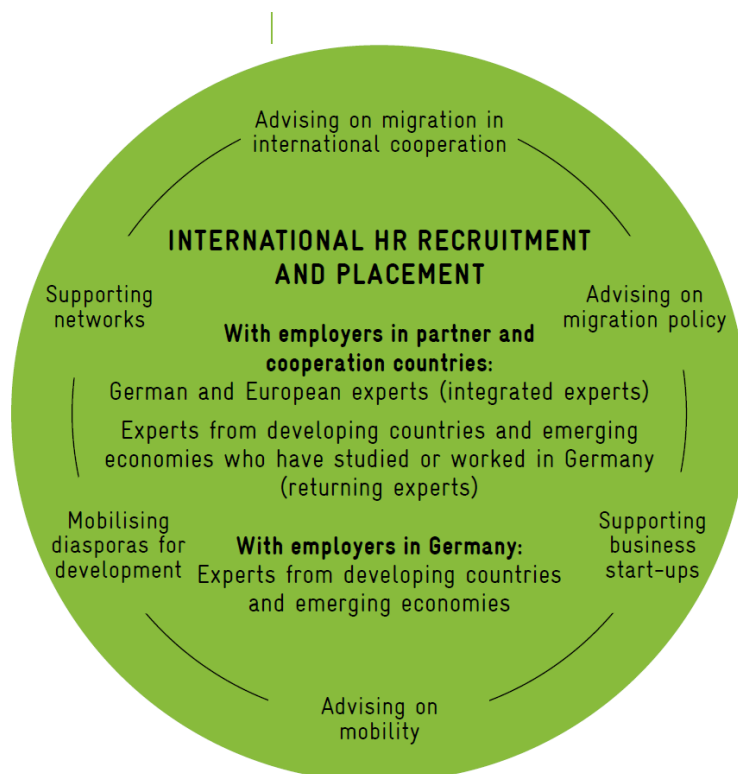 Advising on migration in
international cooperation
INTERNATIONAL HR RECRUITMENT
AND PLACEMENT
Supporting
networks
Advising on
migration policy
With employers in partner and
cooperation countries:
German and European experts (integrated experts)
Experts from developing countries and emerging
economies who have studied or worked in Germany
(returning experts)
Mobilising
diasporas for
development
With employers in Germany:
Experts from developing countries
and emerging economies
Supporting
business
start-ups
Advising on
mobility